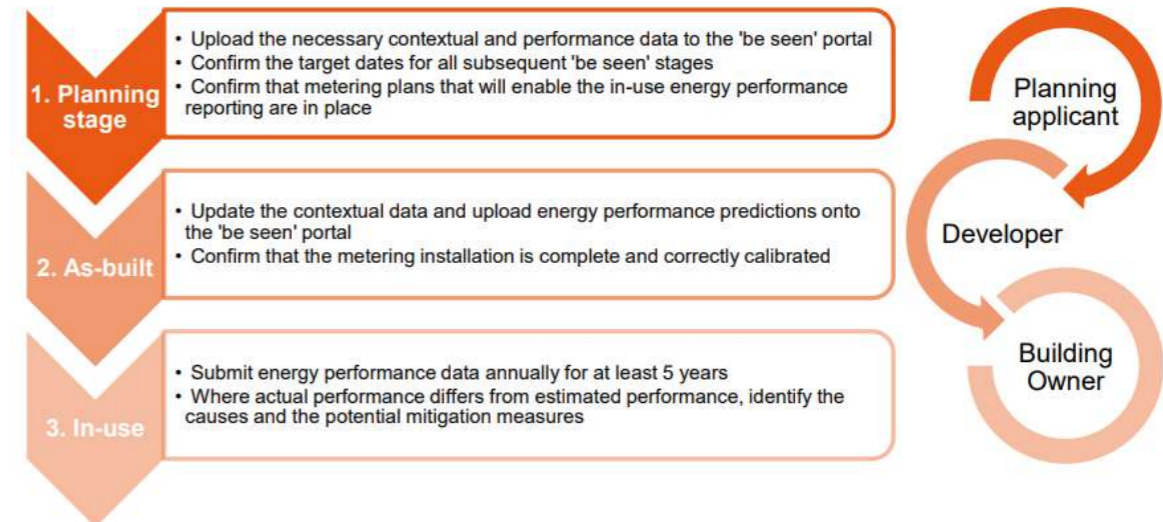 • Upload the necessary contextual and performance data to the 'be seen' portal
• Confirm the target dates for all subsequent 'be seen' stages
• Confirm that metering plans that will enable the in-use energy performance
reporting are in place
1. Planning
stage
Planning
applicant
• Update the contextual data and upload energy performance predictions onto
the 'be seen' portal
• Confirm that the metering installation is complete and correctly calibrated
2. As-built
Developer
• Submit energy performance data annually for at least 5 years
• Where actual performance differs from estimated performance, identify the
causes and the potential mitigation measures
3. In-use
Building
Owner